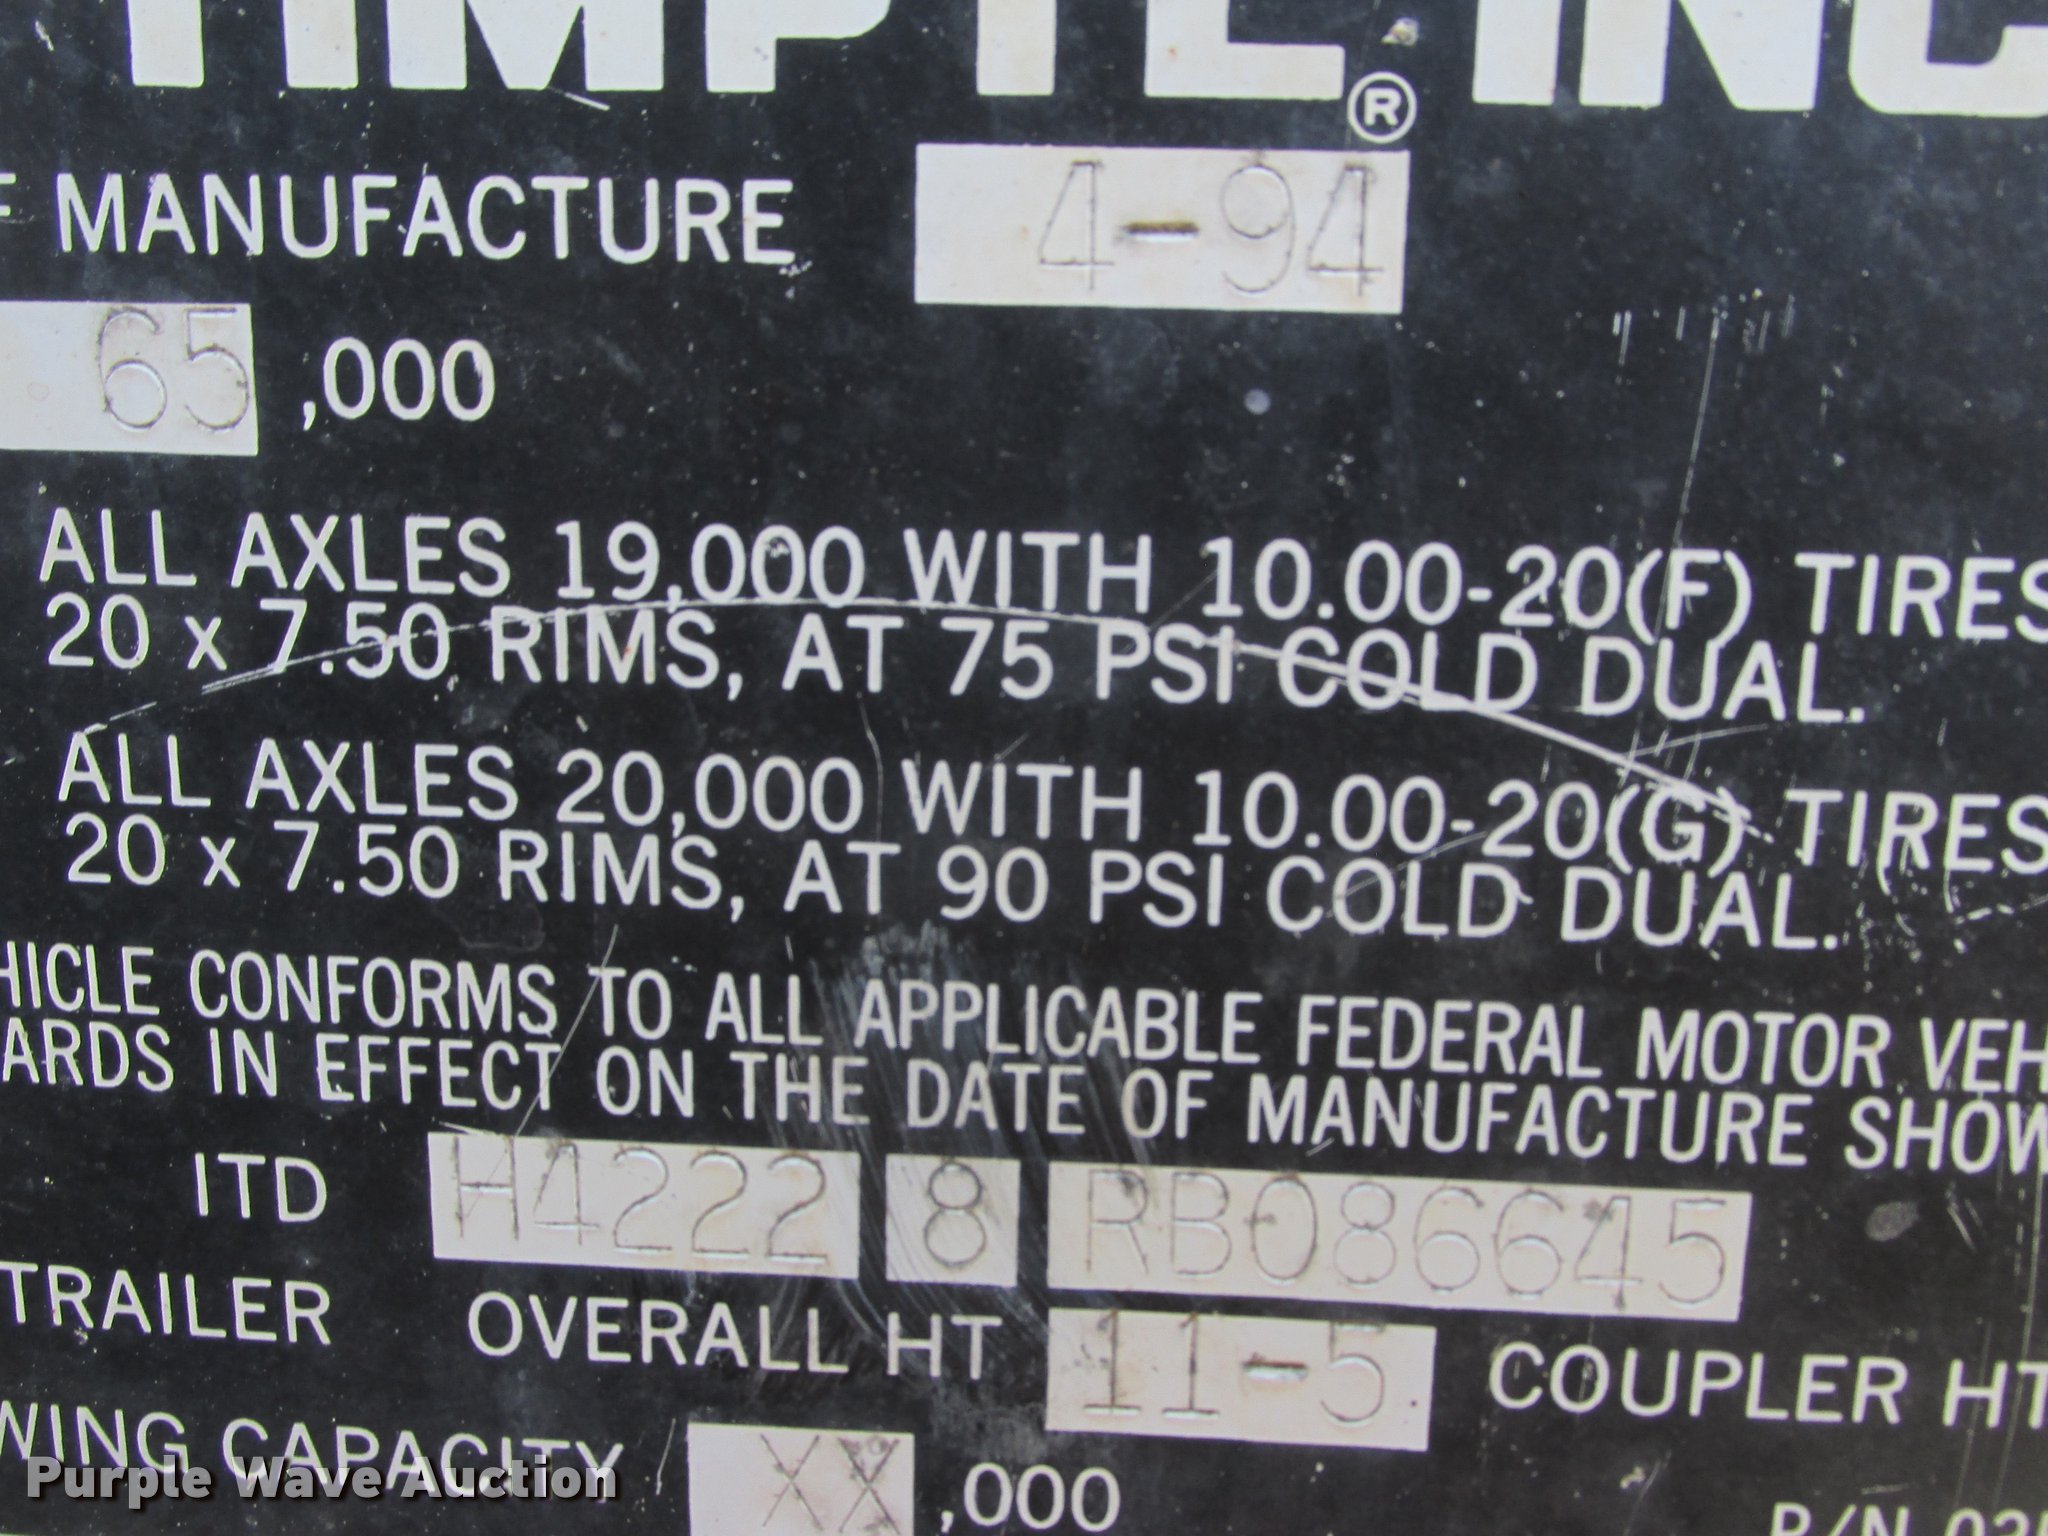 TIMPTE INC
®
F MANUFACTURE 4-94
65 ,000
ALL AXLES 19,000 WITH 10.00-20(F) TIRES
20 x 7.50 RIMS, AT 75 PSI COLD DUAL.
ALL AXLES 20,000 WITH 10.00-20(G) TIRES
20 x 7.50 RIMS, AT 90 PSI COLD DUAL.
HICLE CONFORMS TO ALL APPLICABLE FEDERAL MOTOR VEH
ARDS IN EFFECT ON THE DATE OF MANUFACTURE SHOW
ITD H4222 8 RB086645
TRAILER OVERALL HT 11-5 COUPLER HT
WING CAPACITY XX ,000
P/N 025
Purple Wave Auction